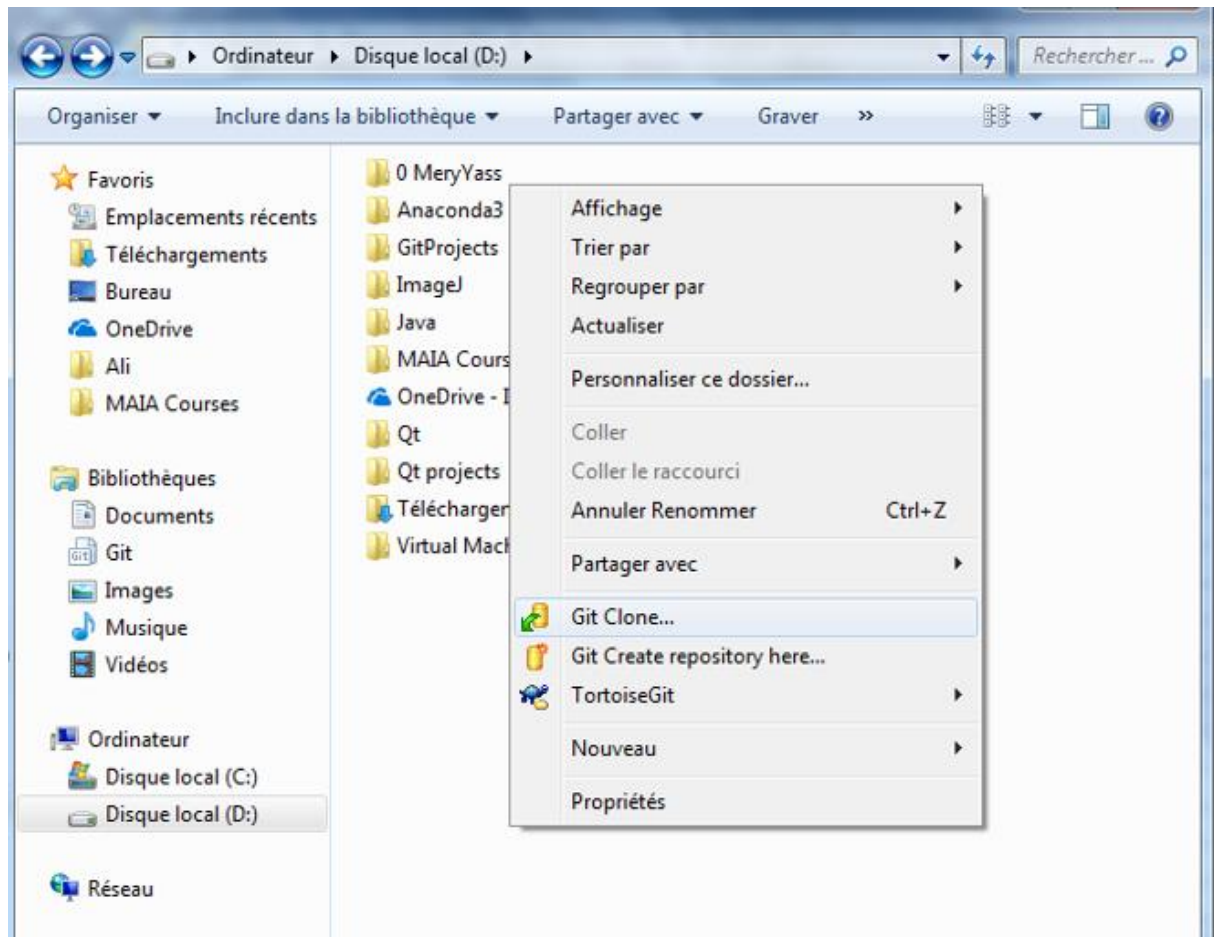 Ordinateur ▸ Disque local (D:) ▸
Rechercher ...
Organiser Inclure dans la bibliothèque Partager avec Graver »
Favoris
Emplacements récents
Téléchargements
Bureau
OneDrive
Ali
MAIA Courses
Bibliothèques
Documents
Git
Images
Musique
Vidéos
Ordinateur
Disque local (C:)
Disque local (D:)
Réseau
0 MeryYass
Anaconda3
GitProjects
ImageJ
Java
MAIA Cours
OneDrive -
Qt
Qt projects
Télécharger
Virtual Mach
Affichage
Trier par
Regrouper par
Actualiser
Personnaliser ce dossier...
Coller
Coller le raccourci
Annuler Renommer Ctrl+Z
Partager avec
Git Clone...
Git Create repository here...
TortoiseGit
Nouveau
Propriétés